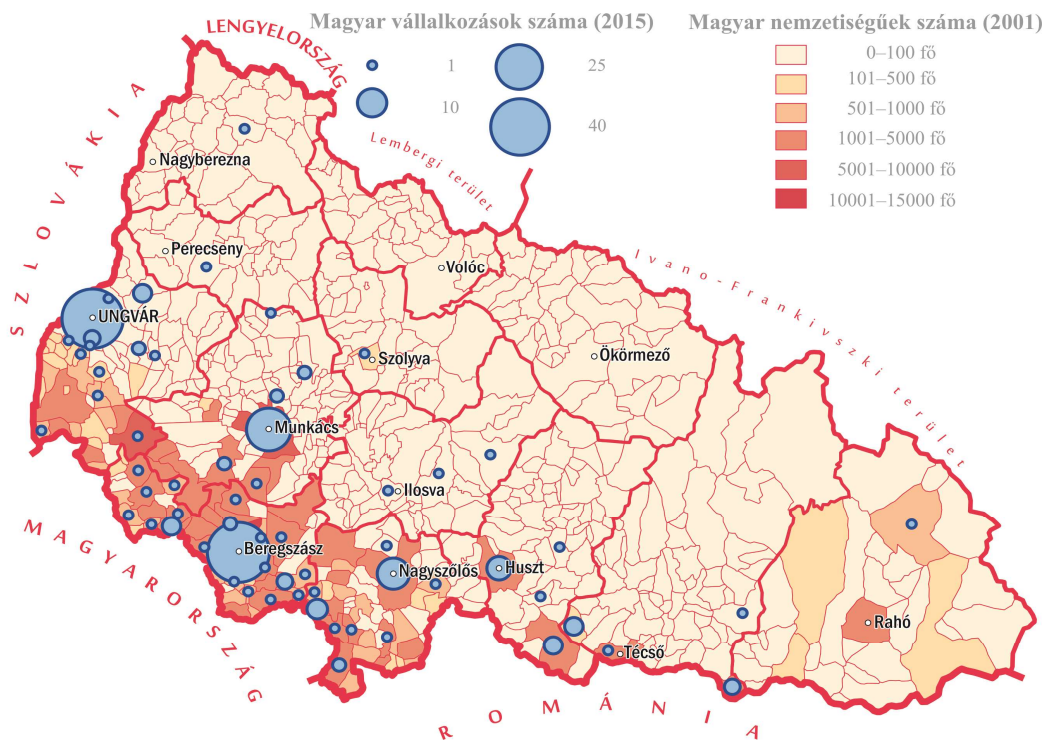 Magyar vállalkozások száma (2015)
1
25
10
40
Magyar nemzetiségűek száma (2001)
0–100 fő
101–500 fő
501–1000 fő
1001–5000 fő
5001–10000 fő
10001–15000 fő
LENGYELORSZÁG
SZLOVÁKIA
Lembergi terület
Ivano-Frankivszki terület
Nagyberezna
Perecseny
Volóc
UNGVÁR
Szolyva
Ökörmező
Munkács
Ilosva
Beregszász
Nagyszőlős
Huszt
Rahó
Técső
MAGYARORSZÁG
ROMÁNIA